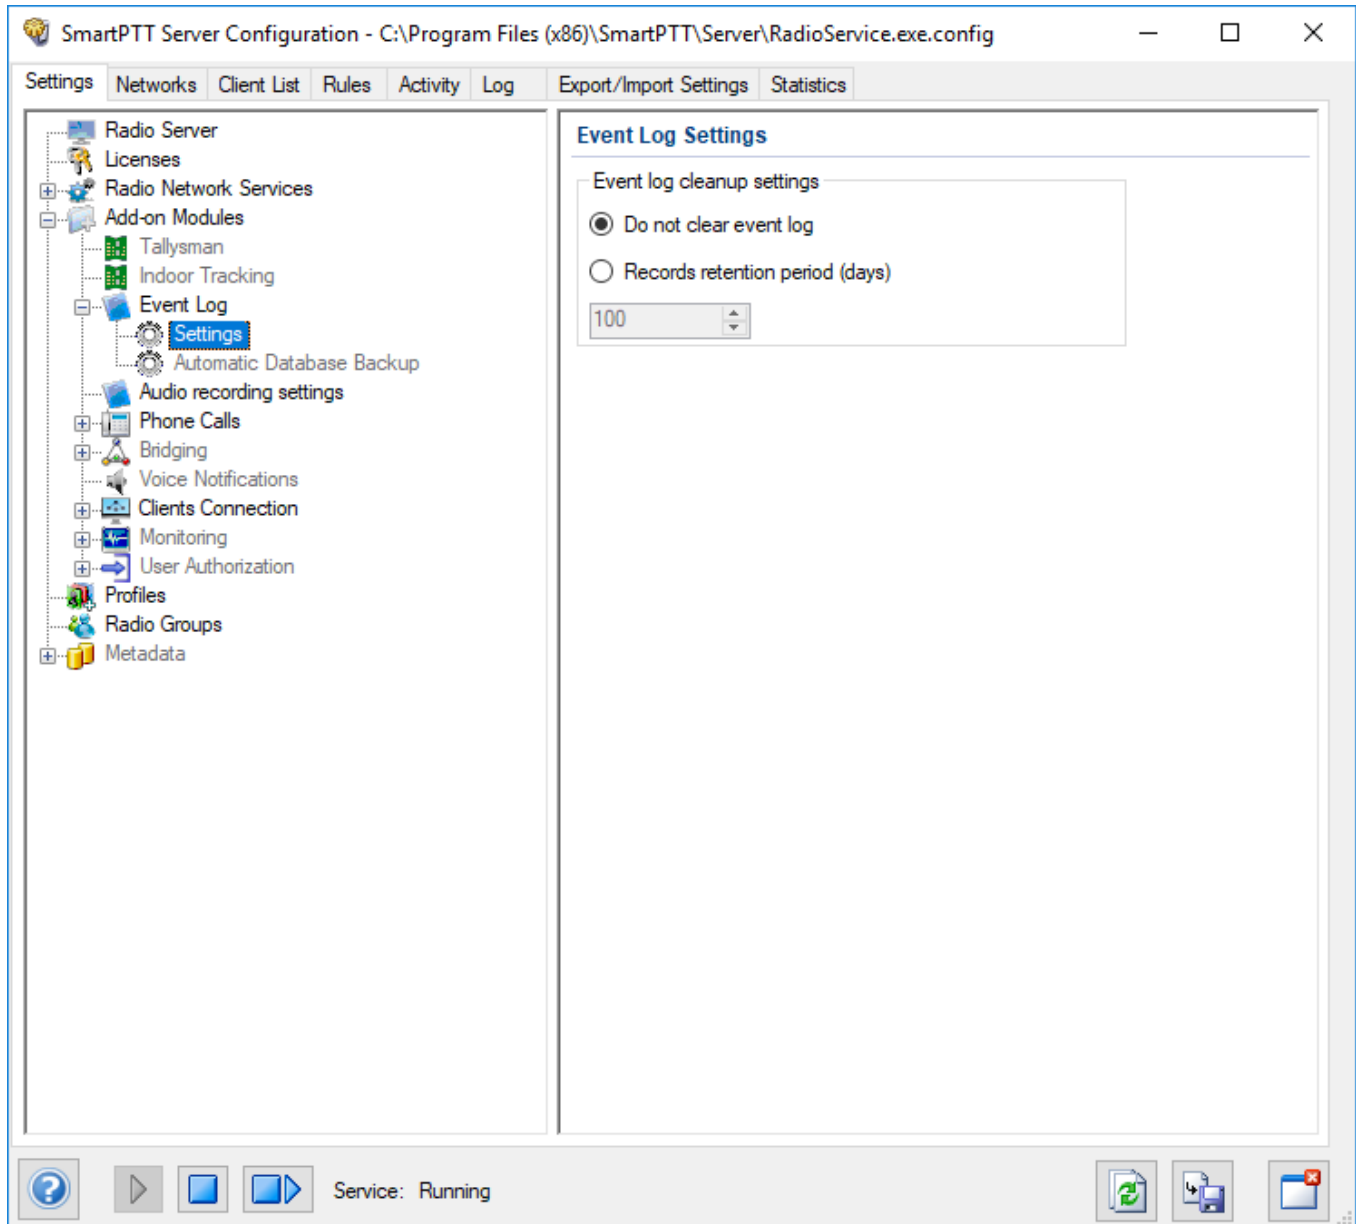 SmartPTT Server Configuration - C:\Program Files (x86)\SmartPTT\Server\RadioService.exe.config
Settings Networks Client List Rules Activity Log Export/Import Settings Statistics
Radio Server
Licenses
Radio Network Services
Add-on Modules
Tallysman
Indoor Tracking
Event Log
Settings
Automatic Database Backup
Audio recording settings
Phone Calls
Bridging
Voice Notifications
Clients Connection
Monitoring
User Authorization
Profiles
Radio Groups
Metadata
Event Log Settings
Event log cleanup settings
Do not clear event log
Records retention period (days)
100
Service: Running